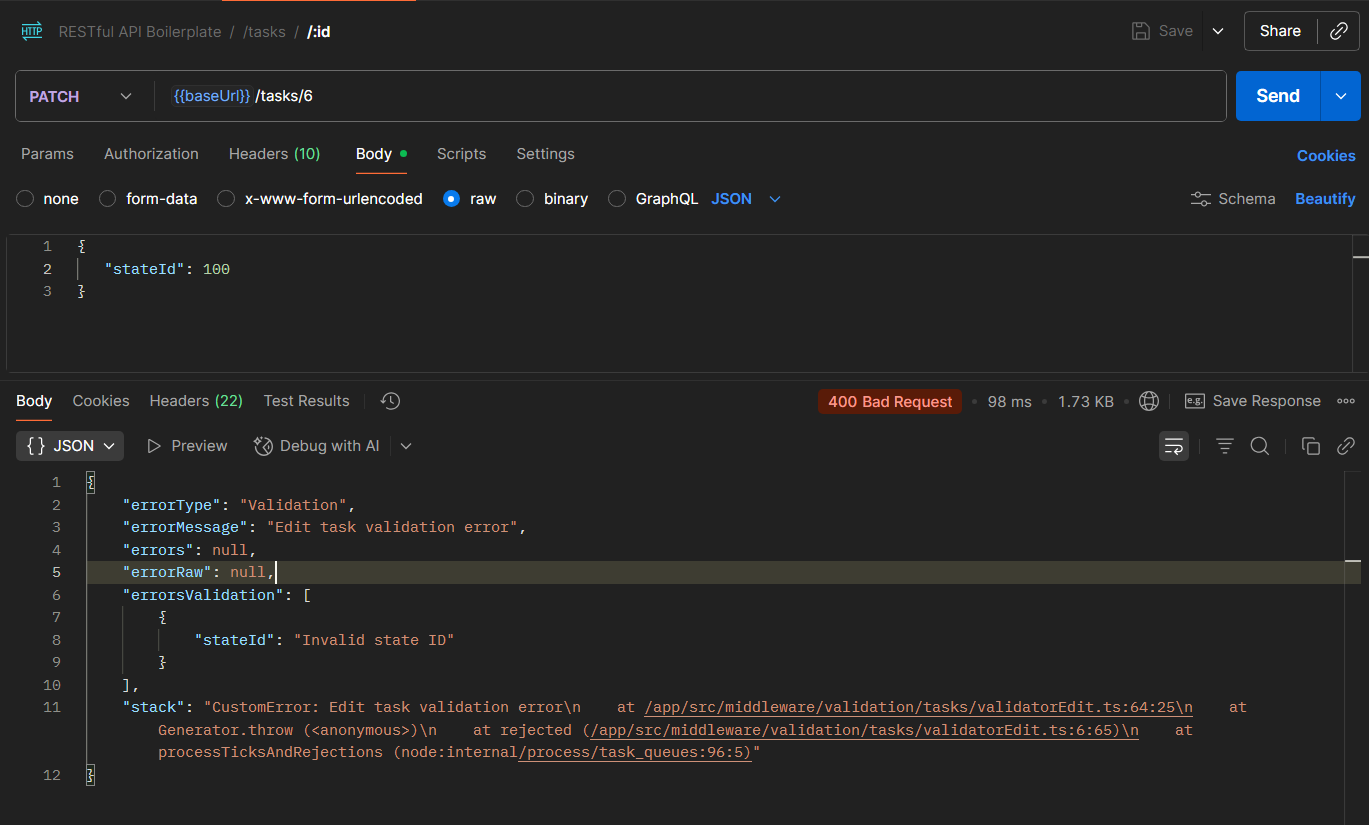 HTTP RESTful API Boilerplate / /tasks / /:id Save Share
PATCH {{baseUrl}} /tasks/6 Send
Params Authorization Headers (10) Body Scripts Settings Cookies
none form-data x-www-form-urlencoded raw binary GraphQL JSON Schema Beautify
1 {
2 "stateId": 100
3 }
Body Cookies Headers (22) Test Results 400 Bad Request 98 ms 1.73 KB e.g. Save Response
{} JSON Preview Debug with AI
1 {
2 "errorType": "Validation",
3 "errorMessage": "Edit task validation error",
4 "errors": null,
5 "errorRaw": null,
6 "errorsValidation": [
7 {
8 "stateId": "Invalid state ID"
9 }
10 ],
11 "stack": "CustomError: Edit task validation error\n    at /app/src/middleware/validation/tasks/validatorEdit.ts:64:25\n    at
Generator.throw (<anonymous>)\n    at rejected (/app/src/middleware/validation/tasks/validatorEdit.ts:6:65)\n    at
processTicksAndRejections (node:internal/process/task_queues:96:5)"
12 }